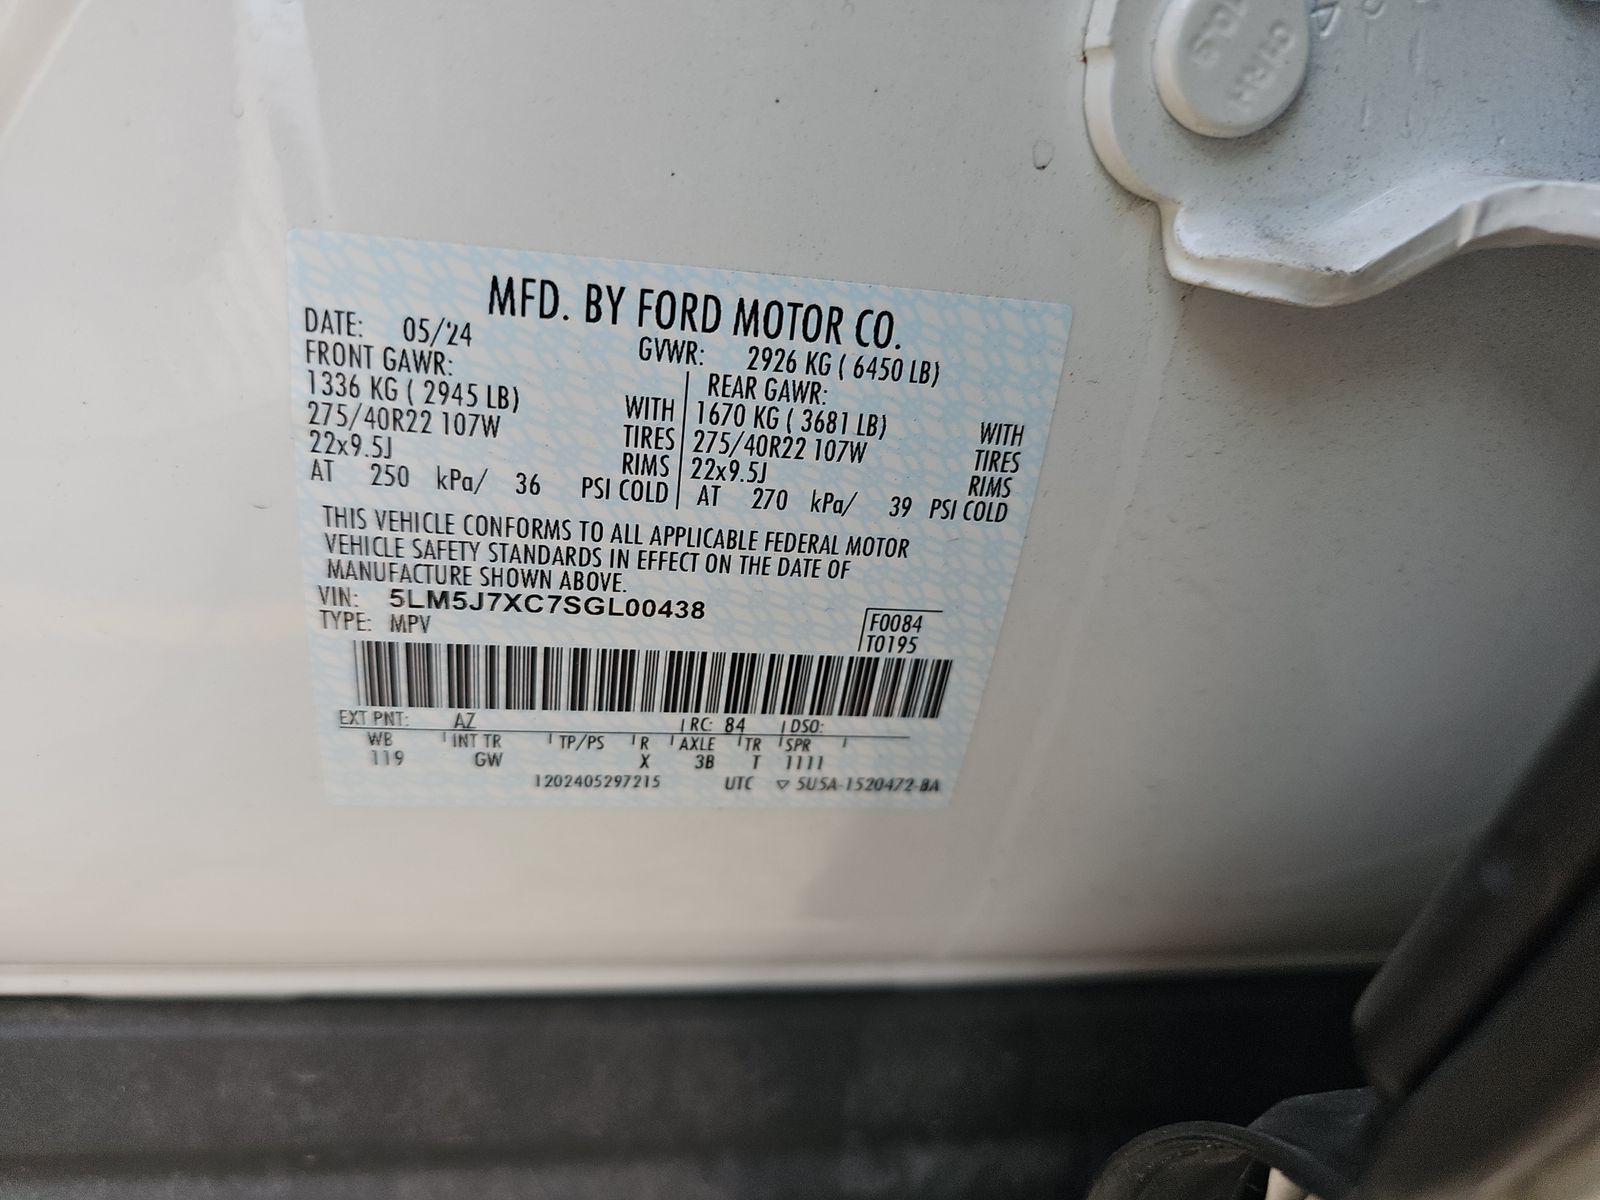 MFD. BY FORD MOTOR CO.
DATE: 05/24 GVWR: 2926 KG ( 6450 LB)
FRONT GAWR: REAR GAWR:
1336 KG ( 2945 LB) WITH 1670 KG ( 3681 LB) WITH
275/40R22 107W TIRES 275/40R22 107W TIRES
22x9.5J RIMS 22x9.5J RIMS
AT 250 kPa/ 36 PSI COLD AT 270 kPa/ 39 PSI COLD
THIS VEHICLE CONFORMS TO ALL APPLICABLE FEDERAL MOTOR
VEHICLE SAFETY STANDARDS IN EFFECT ON THE DATE OF
MANUFACTURE SHOWN ABOVE.
VIN: 5LM5J7XC7SGL00438
TYPE: MPV
F0084
T0195
EXT PNT: AZ RC: 84 DSO:
WB INT TR TP/PS R AXLE TR SPR
119 GW X 3B T 1111
1202405297215 UTC ▽ 5U5A-1520472-BA